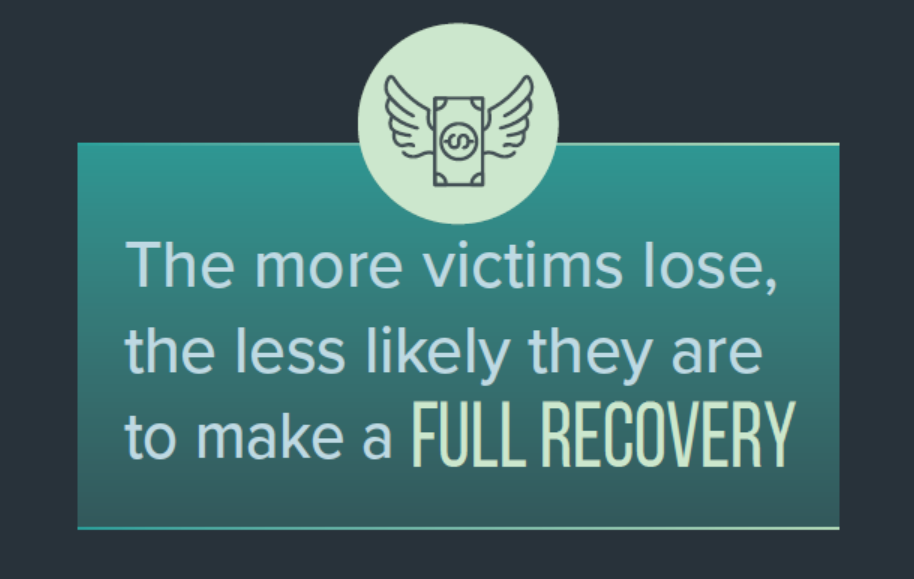 The more victims lose,
the less likely they are
to make a FULL RECOVERY